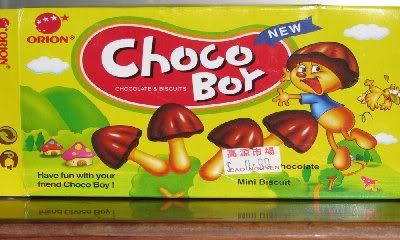 ORION
ORION
NEW
Choco
Boy
CHOCOLATE & BISCUITS
Have fun with your
friend Choco Boy !
高源市場
Chocolate
Mini Biscuit